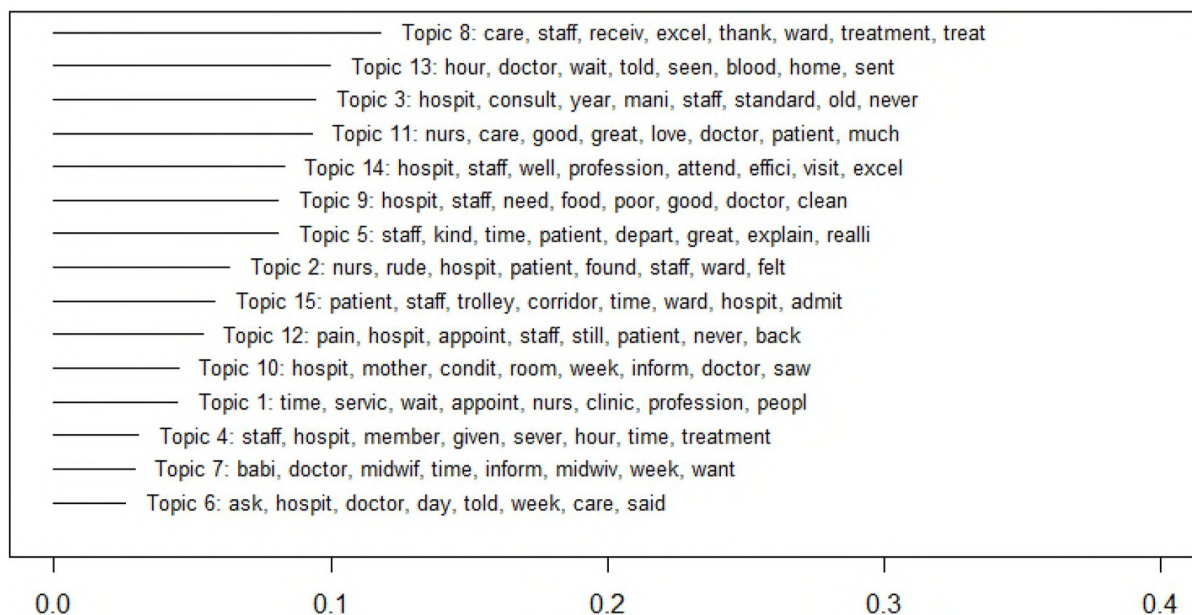 Topic 8: care, staff, receiv, excel, thank, ward, treatment, treat
Topic 13: hour, doctor, wait, told, seen, blood, home, sent
Topic 3: hospit, consult, year, mani, staff, standard, old, never
Topic 11: nurs, care, good, great, love, doctor, patient, much
Topic 14: hospit, staff, well, profession, attend, effici, visit, excel
Topic 9: hospit, staff, need, food, poor, good, doctor, clean
Topic 5: staff, kind, time, patient, depart, great, explain, realli
Topic 2: nurs, rude, hospit, patient, found, staff, ward, felt
Topic 15: patient, staff, trolley, corridor, time, ward, hospit, admit
Topic 12: pain, hospit, appoint, staff, still, patient, never, back
Topic 10: hospit, mother, condit, room, week, inform, doctor, saw
Topic 1: time, servic, wait, appoint, nurs, clinic, profession, peopl
Topic 4: staff, hospit, member, given, sever, hour, time, treatment
Topic 7: babi, doctor, midwif, time, inform, midwiv, week, want
Topic 6: ask, hospit, doctor, day, told, week, care, said
0.0 0.1 0.2 0.3 0.4